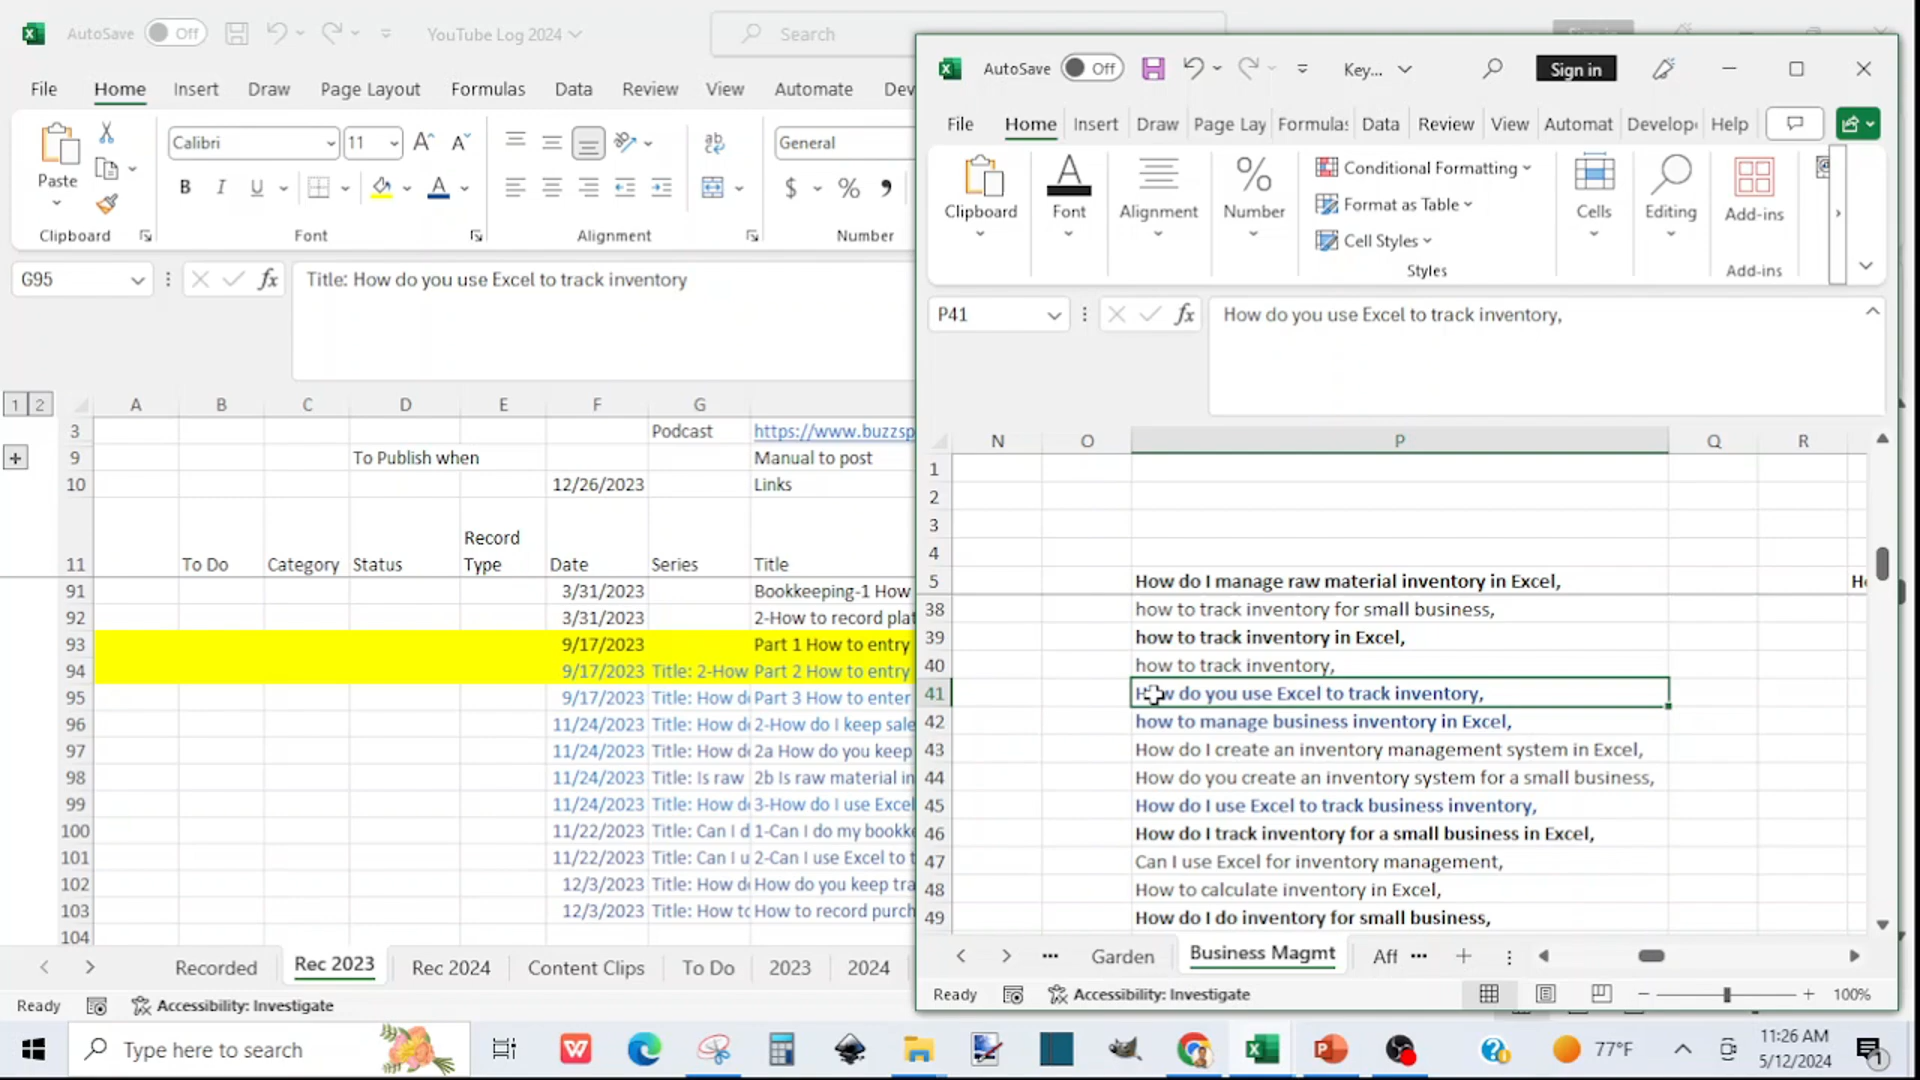 AutoSave Off YouTube Log 2024 Search
File Home Insert Draw Page Layout Formulas Data Review View Automate Dev
Paste Calibri 11 General
B I U $ %
Clipboard Font Alignment Number
G95 fx Title: How do you use Excel to track inventory
1 2
A B C D E F G
3 Podcast https://www.buzzsp
9 To Publish when Manual to post
10 12/26/2023 Links
11 To Do Category Status Record Type Date Series Title
91 3/31/2023 Bookkeeping-1 How
92 3/31/2023 2-How to record plat
93 9/17/2023 Part 1 How to entry
94 9/17/2023 Title: 2-How Part 2 How to entry
95 9/17/2023 Title: How d Part 3 How to enter
96 11/24/2023 2-How do I keep sale
97 11/24/2023 Title: How d 2a How do you keep
98 11/24/2023 Title: Is raw 2b Is raw material in
99 11/24/2023 Title: How d 3-How do I use Excel
100 11/22/2023 Title: Can I d 1-Can I do my bookk
101 11/22/2023 Title: Can I u 2-Can I use Excel to t
102 12/3/2023 Title: How d How do you keep tra
103 12/3/2023 Title: How to How to record purch
104
Recorded Rec 2023 Rec 2024 Content Clips To Do 2023 2024
Ready Accessibility: Investigate
AutoSave Off Key... Sign in
File Home Insert Draw Page Lay Formulas Data Review View Automat Develop Help
Clipboard Font Alignment Number Conditional Formatting Format as Table Cell Styles Cells Editing Add-ins
Styles Add-ins
P41 fx How do you use Excel to track inventory,
N O P Q R
1
2
3
4
5 How do I manage raw material inventory in Excel, H
38 how to track inventory for small business,
39 how to track inventory in Excel,
40 how to track inventory,
41 How do you use Excel to track inventory,
42 how to manage business inventory in Excel,
43 How do I create an inventory management system in Excel,
44 How do you create an inventory system for a small business,
45 How do I use Excel to track business inventory,
46 How do I track inventory for a small business in Excel,
47 Can I use Excel for inventory management,
48 How to calculate inventory in Excel,
49 How do I do inventory for small business,
... Garden Business Magmt Aff ...
Ready Accessibility: Investigate 100%
Type here to search 77°F 11:26 AM
5/12/2024 1